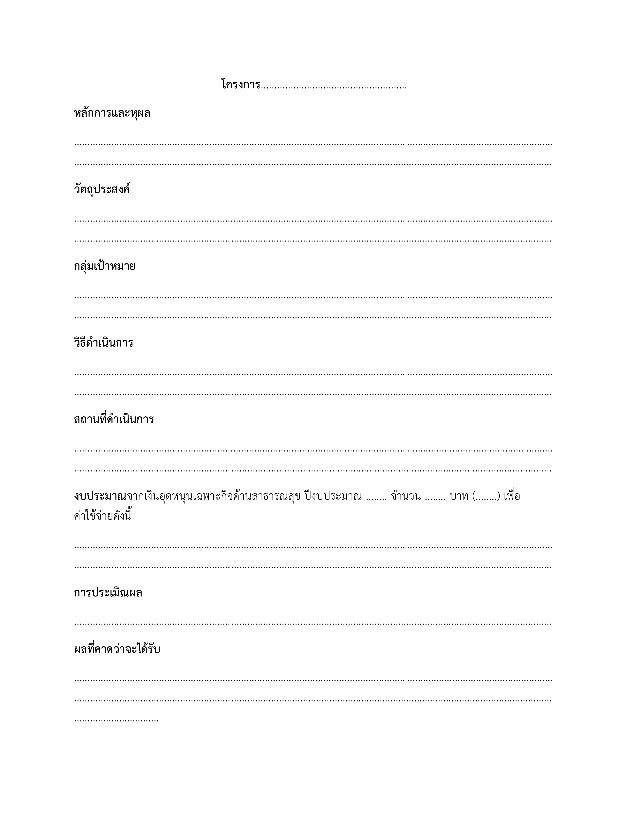 โครงการ.......................................................
หลักการและหุผล
....................................................................................................................................................................................
....................................................................................................................................................................................
วัตถุประสงค์
....................................................................................................................................................................................
....................................................................................................................................................................................
กลุ่มเป้าหมาย
....................................................................................................................................................................................
....................................................................................................................................................................................
วิธีดำเนินการ
....................................................................................................................................................................................
....................................................................................................................................................................................
สถานที่ดำเนินการ
....................................................................................................................................................................................
....................................................................................................................................................................................
งบประมาณจากเงินอุดหนุนเฉพาะกิจด้านสาธารณสุข ปีงบประมาณ ........ จำนวน ........ บาท (........) เพื่อ
ค่าใช้จ่ายดังนี้
....................................................................................................................................................................................
....................................................................................................................................................................................
การประเมินผล
....................................................................................................................................................................................
ผลที่คาดว่าจะได้รับ
....................................................................................................................................................................................
....................................................................................................................................................................................
................................